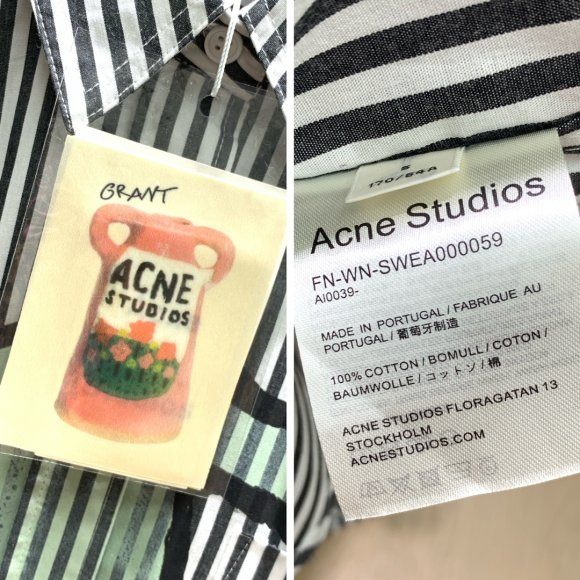 GRANT
ACNE
STUDIOS
S
170/84A
Acne Studios
FN-WN-SWEA000059
AI0039-
MADE IN PORTUGAL / FABRIQUE AU
PORTUGAL / 葡萄牙制造
100% COTTON / BOMULL / COTON /
BAUMWOLLE / コットン / 棉
ACNE STUDIOS FLORAGATAN 13
STOCKHOLM
ACNESTUDIOS.COM